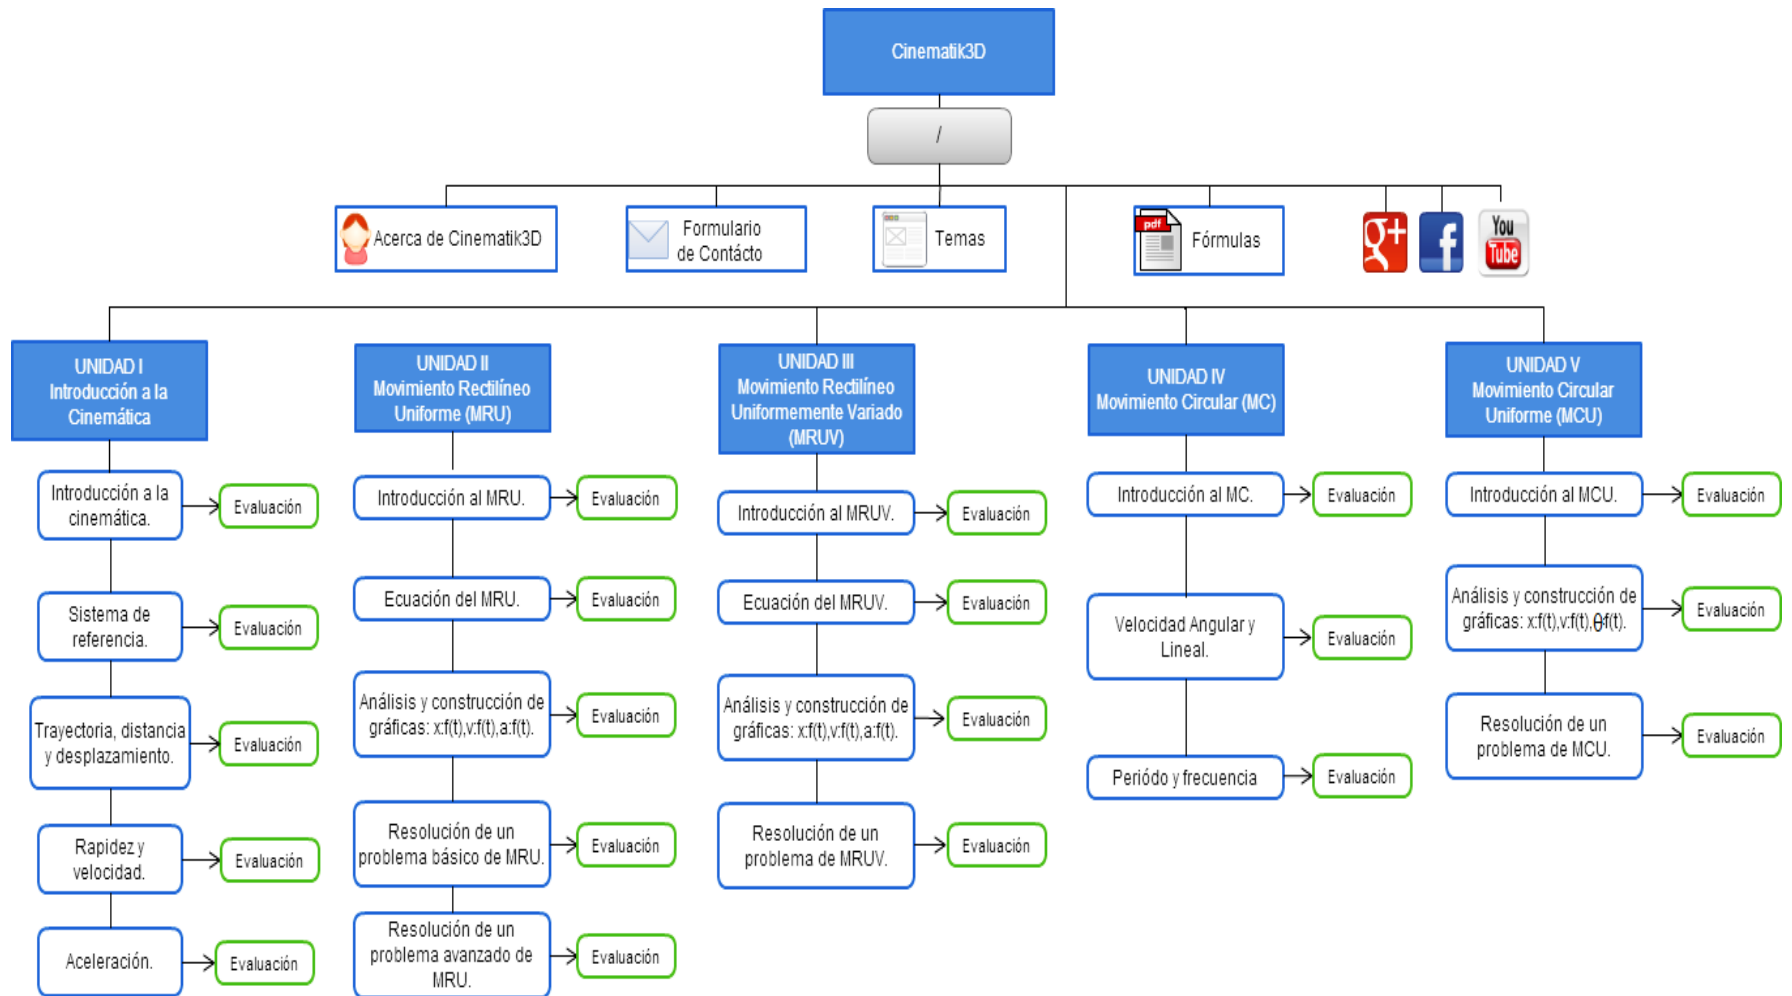 Cinematik3D
/
Acerca de Cinematik3D
Formulario
de Contácto
Temas
pdf
Fórmulas
g+
f
You
Tube
UNIDAD I
Introducción a la
Cinemática
UNIDAD II
Movimiento Rectilíneo
Uniforme (MRU)
UNIDAD III
Movimiento Rectilíneo
Uniformemente Variado
(MRUV)
UNIDAD IV
Movimiento Circular (MC)
UNIDAD V
Movimiento Circular
Uniforme (MCU)
Introducción a la
cinemática.
Evaluación
Sistema de
referencia.
Evaluación
Trayectoria, distancia
y desplazamiento.
Evaluación
Rapidez y
velocidad.
Evaluación
Aceleración.
Evaluación
Introducción al MRU.
Evaluación
Ecuación del MRU.
Evaluación
Análisis y construcción de
gráficas: x:f(t),v:f(t),a:f(t).
Evaluación
Resolución de un
problema básico de MRU.
Evaluación
Resolución de un
problema avanzado de
MRU.
Evaluación
Introducción al MRUV.
Evaluación
Ecuación del MRUV.
Evaluación
Análisis y construcción de
gráficas: x:f(t),v:f(t),a:f(t).
Evaluación
Resolución de un
problema de MRUV.
Evaluación
Introducción al MC.
Evaluación
Velocidad Angular y
Lineal.
Evaluación
Periódo y frecuencia
Evaluación
Introducción al MCU.
Evaluación
Análisis y construcción de
gráficas: x:f(t),v:f(t),θ:f(t).
Evaluación
Resolución de un
problema de MCU.
Evaluación